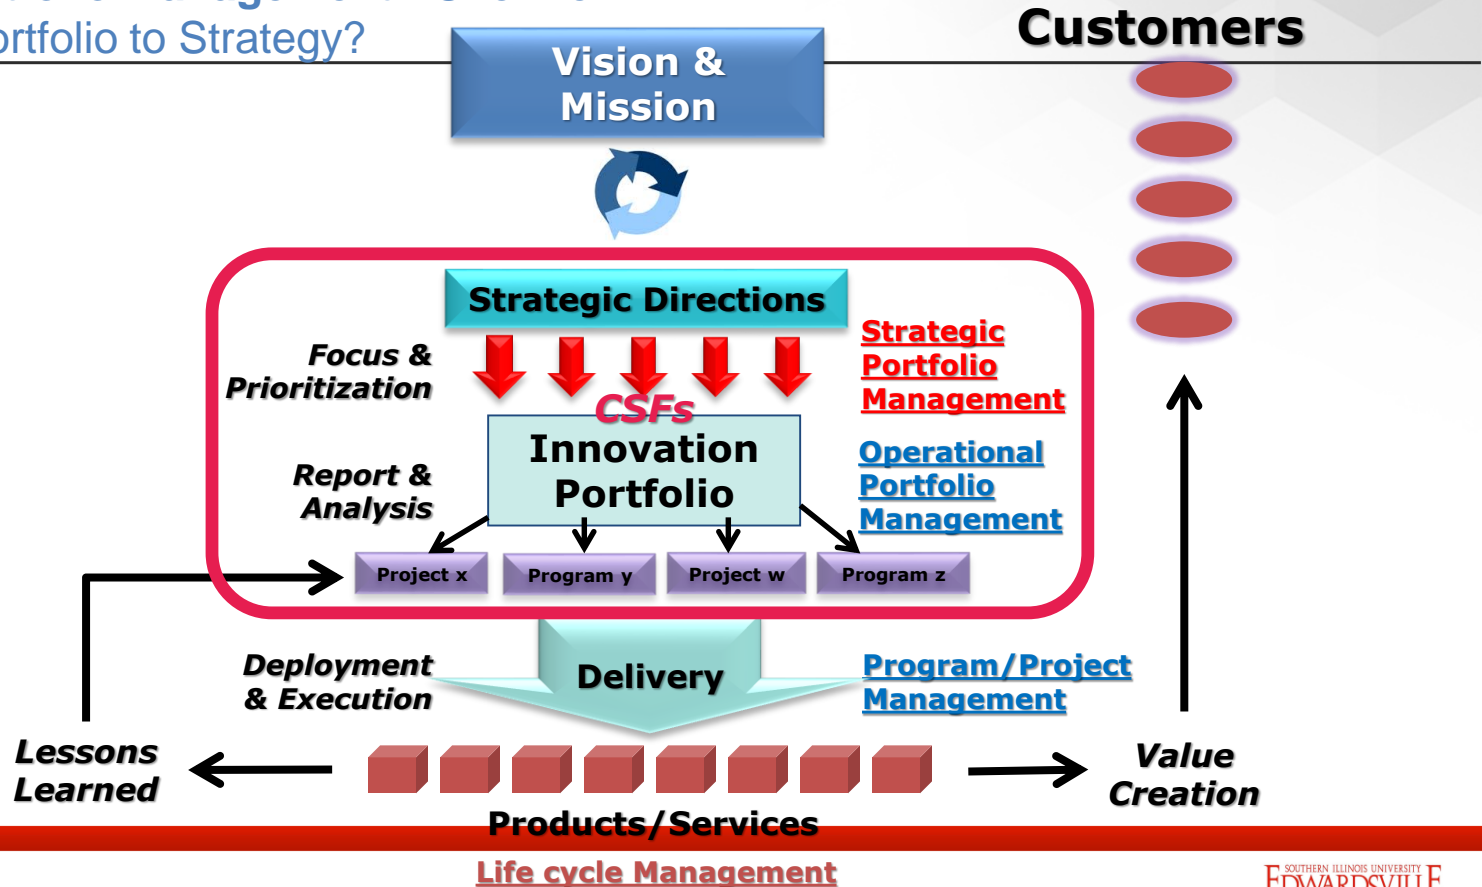 ortfolio to Strategy?
Customers
Vision &
Mission
Strategic Directions
Focus &
Prioritization
Strategic
Portfolio
Management
CSFs
Innovation
Portfolio
Report &
Analysis
Operational
Portfolio
Management
Project x
Program y
Project w
Program z
Deployment
& Execution
Delivery
Program/Project
Management
Lessons
Learned
Value
Creation
Products/Services
Life cycle Management
SOUTHERN ILLINOIS UNIVERSITY
EDWARDSVILLE